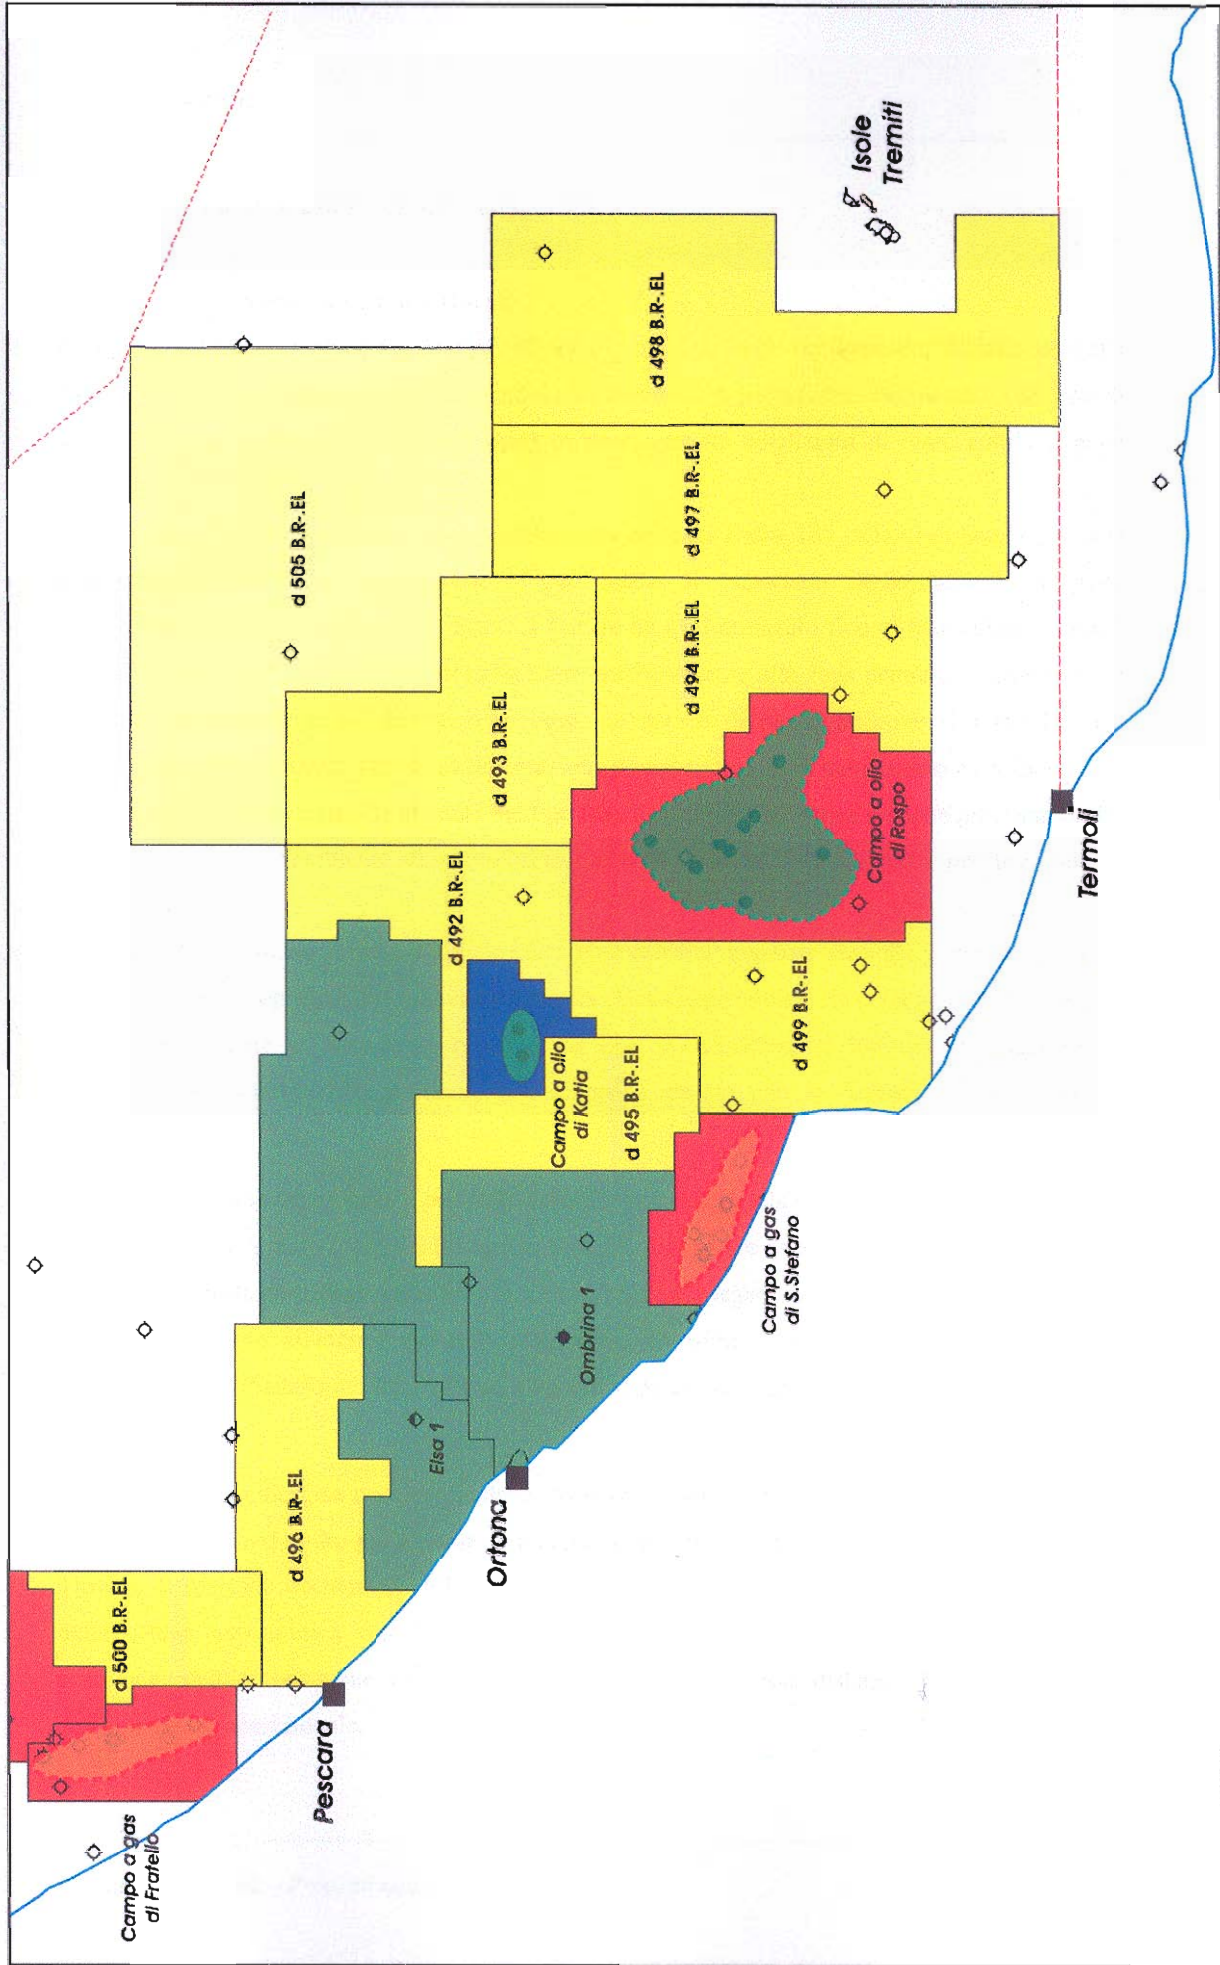 Isole
Tremiti
d 498 B.R-.EL
d 497 B.R-.EL
d 505 B.R-.EL
d 494 B.R-.EL
d 493 B.R-.EL
Campo a olio
di Rospo
Termoli
d 492 B.R-.EL
d 499 B.R-.EL
Campo a olio
di Katia
d 495 B.R-.EL
Campo a gas
di S.Stefano
Ombrina 1
Elsa 1
Ortona
d 496 B.R-.EL
d 500 B.R-.EL
Pescara
Campo a gas
di Fratello